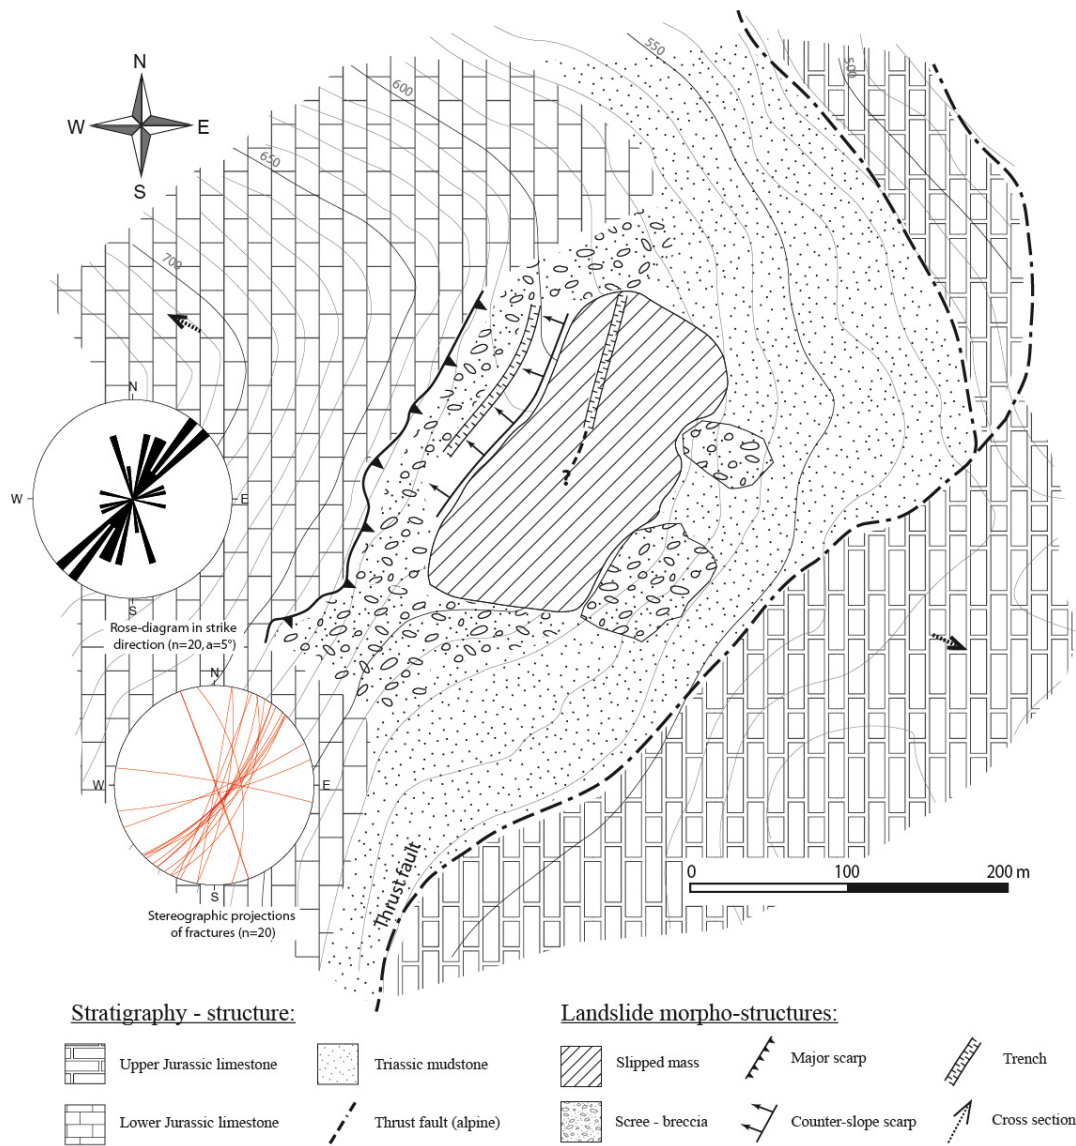 550
500
600
N
W
E
S
650
700
N
W
E
S
?
Rose-diagram in strike
direction (n=20, a=5°)
N
W
E
S
Stereographic projections
of fractures (n=20)
Thrust fault
0
100
200 m
Stratigraphy - structure:
Upper Jurassic limestone
Triassic mudstone
Lower Jurassic limestone
Thrust fault (alpine)
Landslide morpho-structures:
Slipped mass
Major scarp
Trench
Scree - breccia
Counter-slope scarp
Cross section